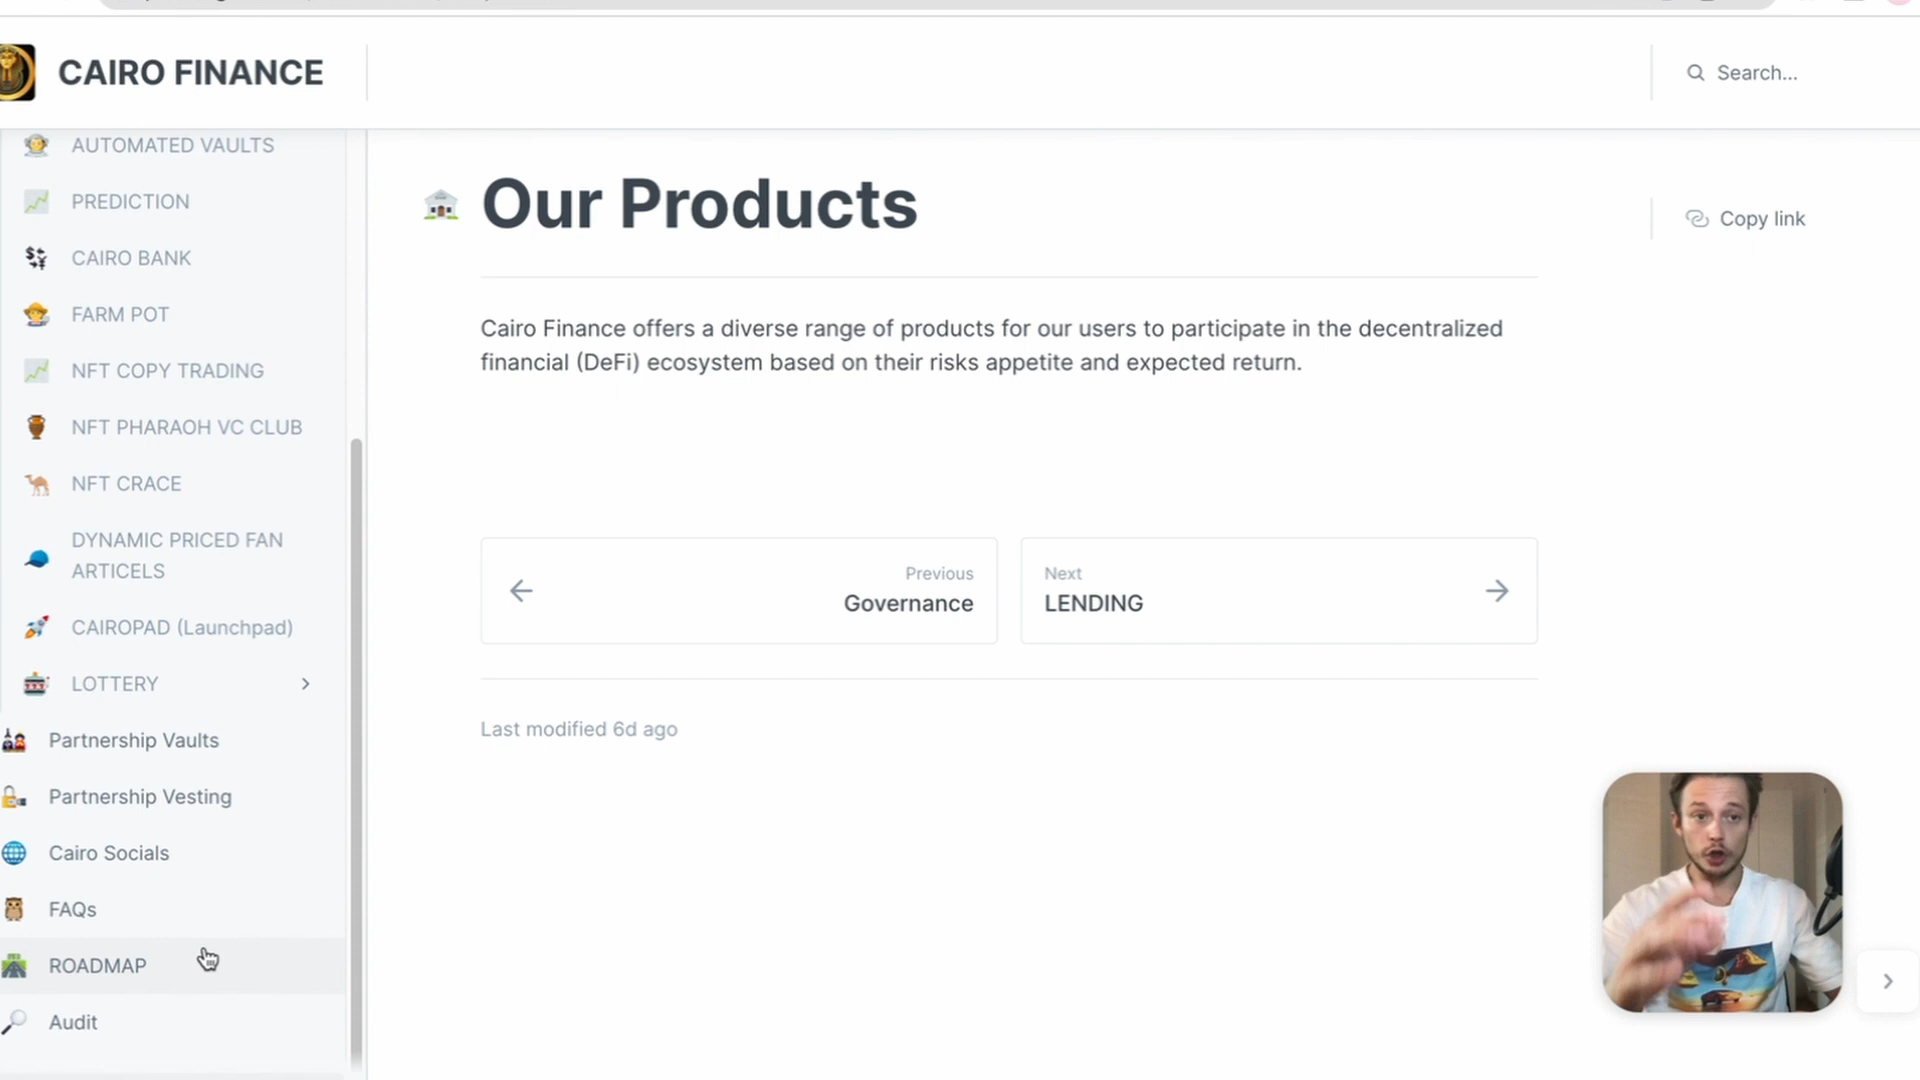 CAIRO FINANCE
Search...
AUTOMATED VAULTS
PREDICTION
CAIRO BANK
FARM POT
NFT COPY TRADING
NFT PHARAOH VC CLUB
NFT CRACE
DYNAMIC PRICED FAN
ARTICELS
CAIROPAD (Launchpad)
LOTTERY
Partnership Vaults
Partnership Vesting
Cairo Socials
FAQs
ROADMAP
Audit
Our Products
Copy link
Cairo Finance offers a diverse range of products for our users to participate in the decentralized
financial (DeFi) ecosystem based on their risks appetite and expected return.
Previous
Governance
Next
LENDING
Last modified 6d ago